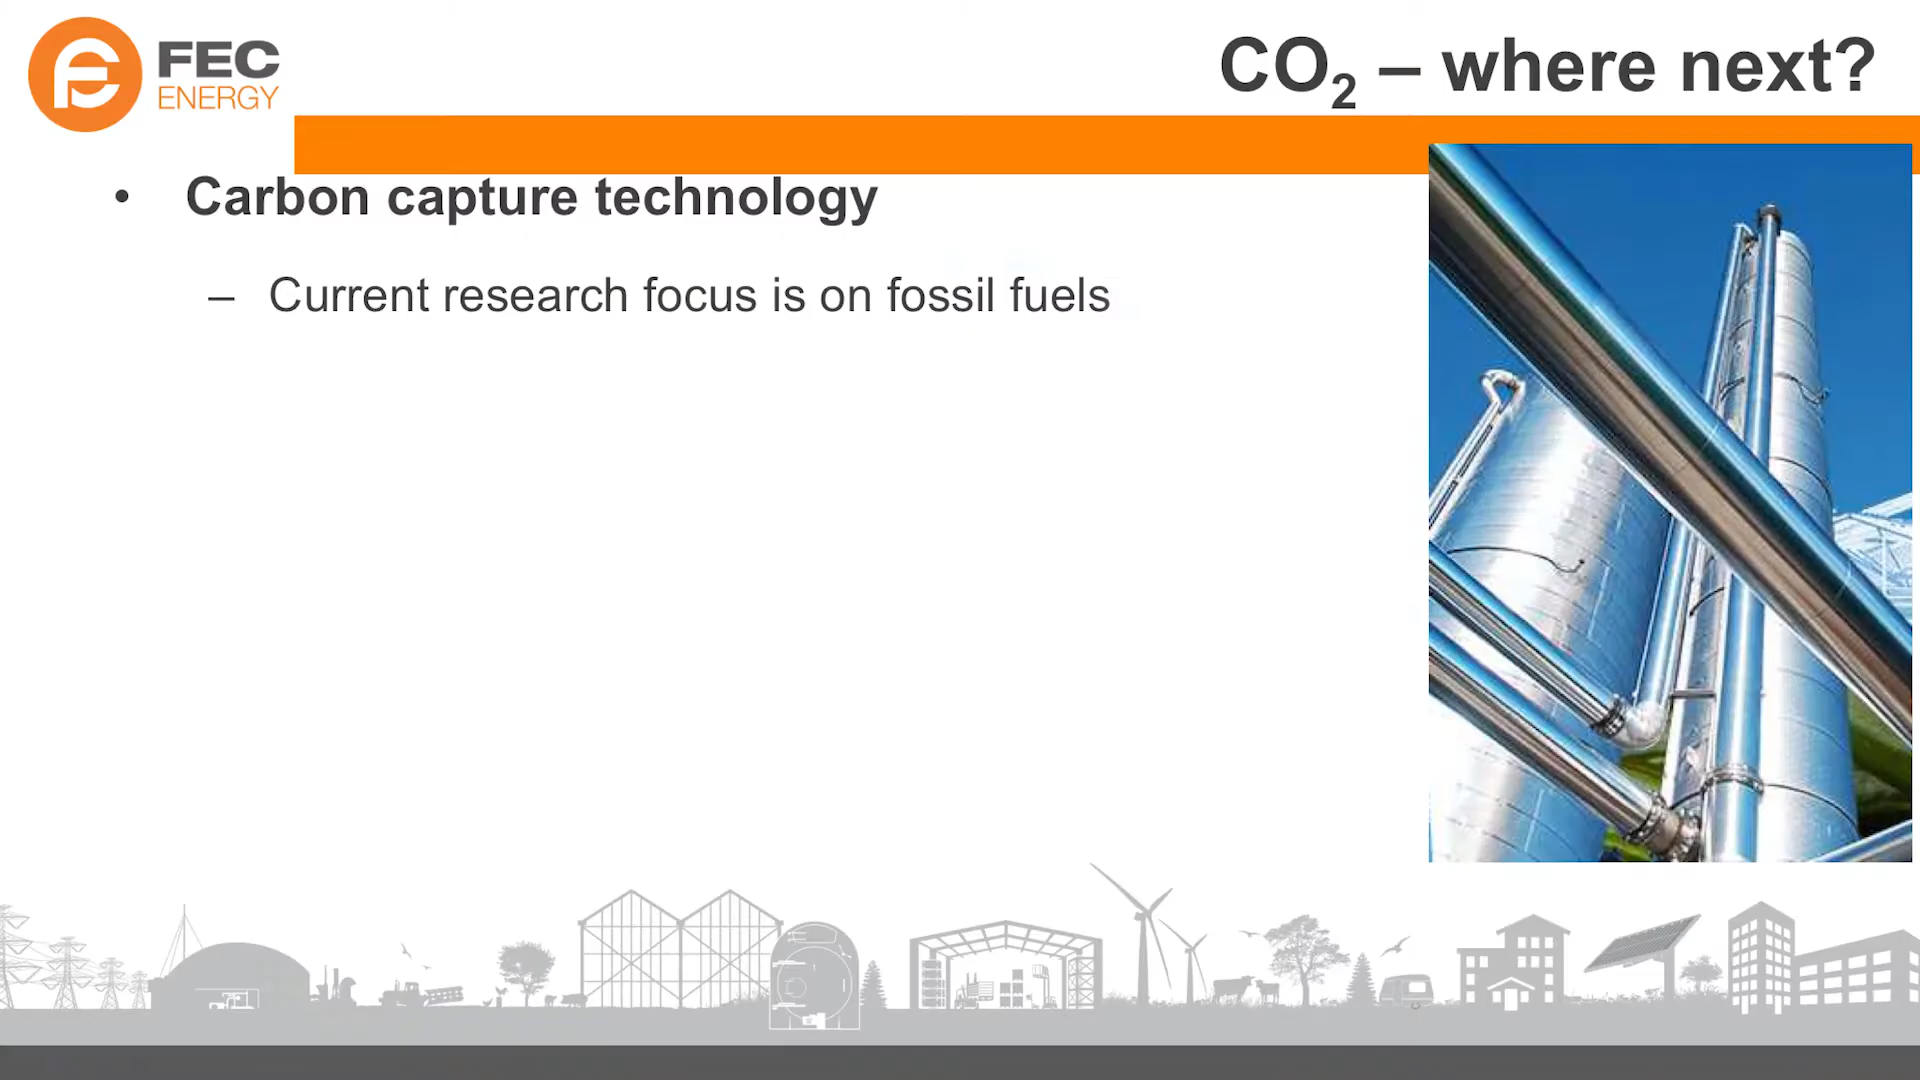 FEC
ENERGY
CO₂ – where next?
• Carbon capture technology
– Current research focus is on fossil fuels